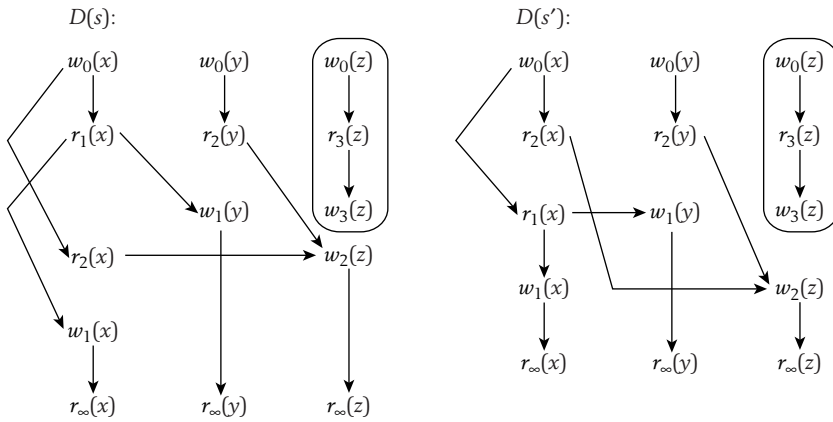 D(s): D(s′):
w₀(x) w₀(y) w₀(z) w₀(x) w₀(y) w₀(z)
r₁(x) r₂(y) r₃(z) r₂(x) r₂(y) r₃(z)
w₁(y) w₃(z) r₁(x) w₁(y) w₃(z)
r₂(x) w₂(z)
w₁(x) w₂(z)
w₁(x)
r∞(x) r∞(y) r∞(z)
r∞(x) r∞(y) r∞(z)